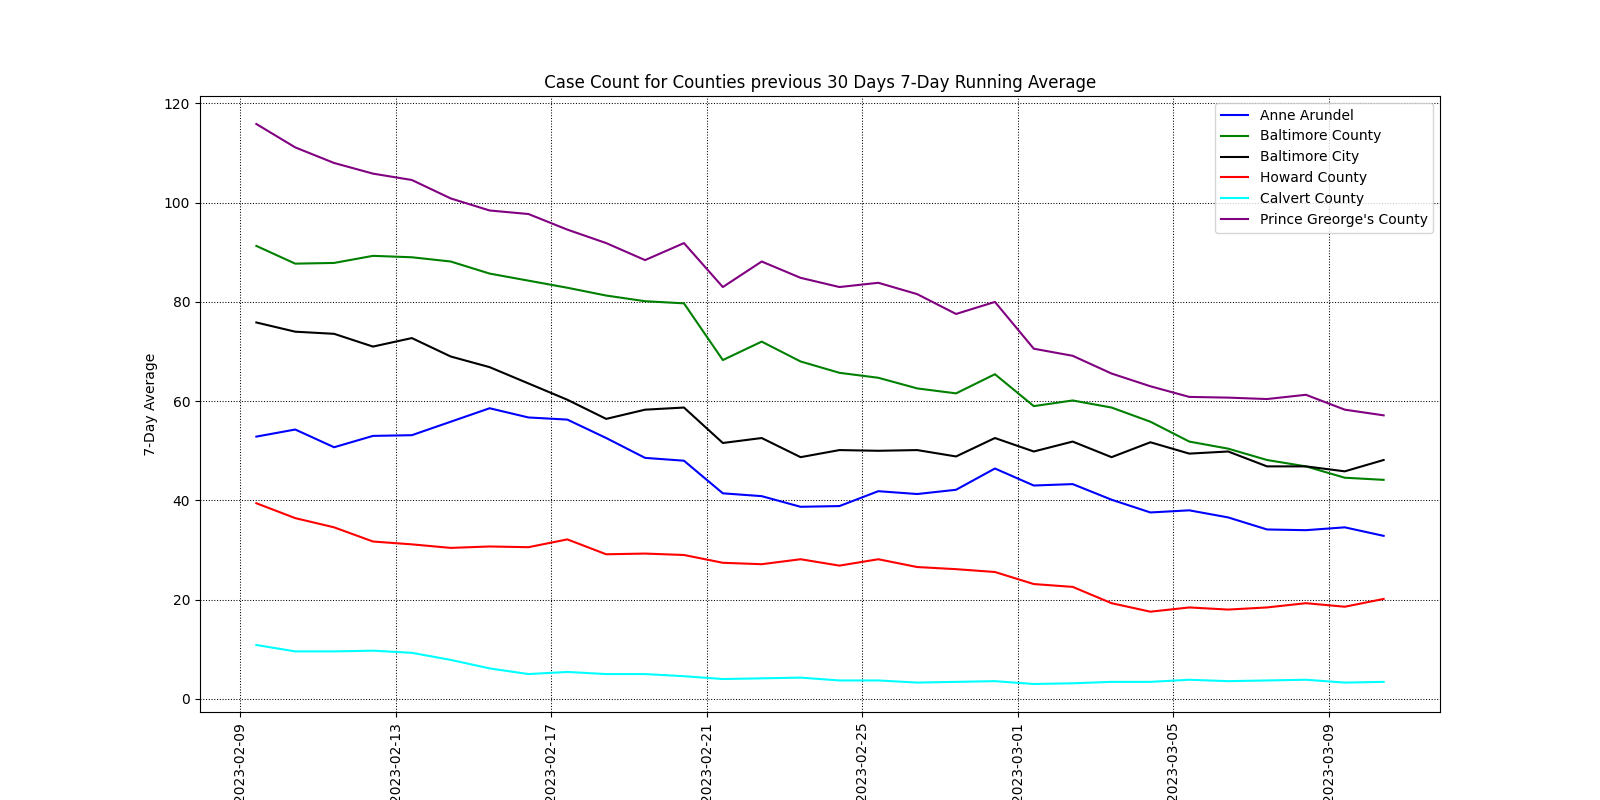 Case Count for Counties previous 30 Days 7-Day Running Average
120
100
80
60
40
20
0
7-Day Average
Anne Arundel
Baltimore County
Baltimore City
Howard County
Calvert County
Prince Greorge's County
2023-02-09
2023-02-13
2023-02-17
2023-02-21
2023-02-25
2023-03-01
2023-03-05
2023-03-09